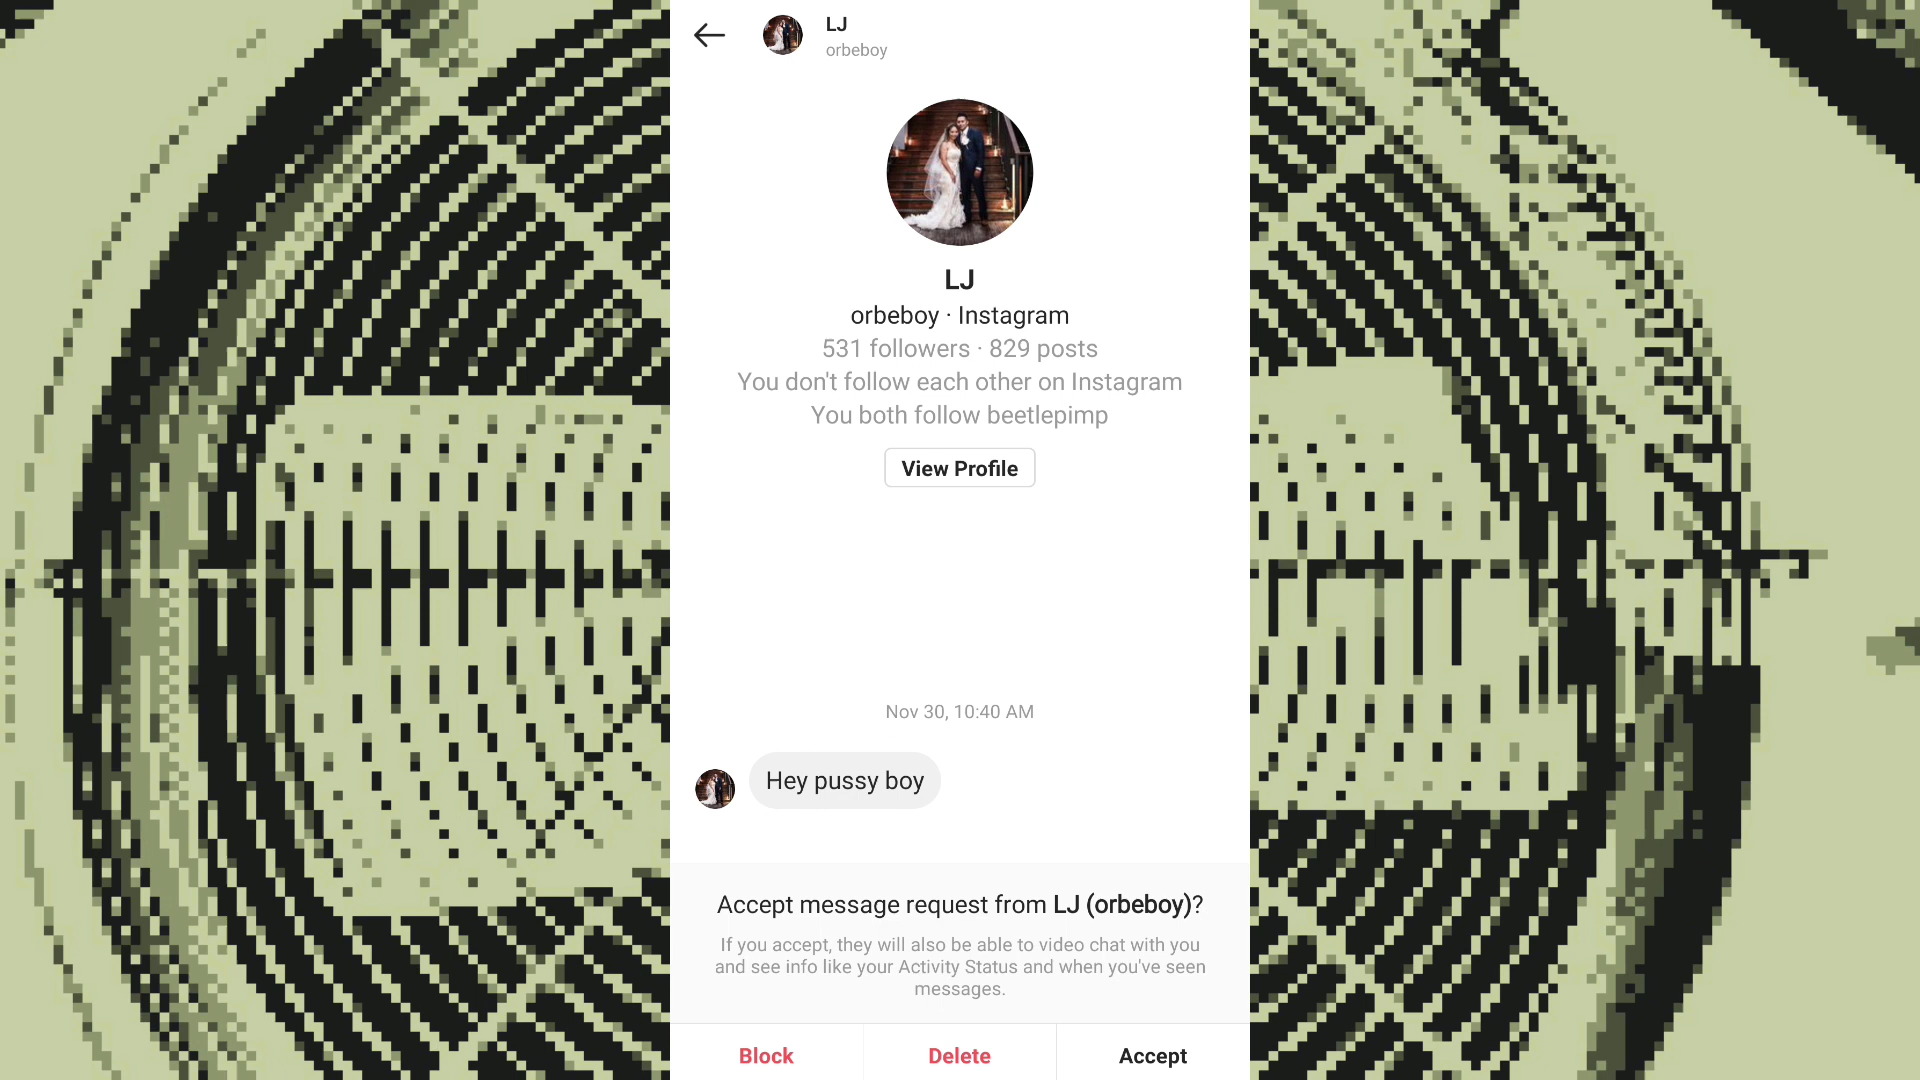 LJ
orbeboy
LJ
orbeboy · Instagram
531 followers · 829 posts
You don't follow each other on Instagram
You both follow beetlepimp
View Profile
Nov 30, 10:40 AM
Hey pussy boy
Accept message request from LJ (orbeboy)?
If you accept, they will also be able to video chat with you
and see info like your Activity Status and when you've seen
messages.
Block
Delete
Accept